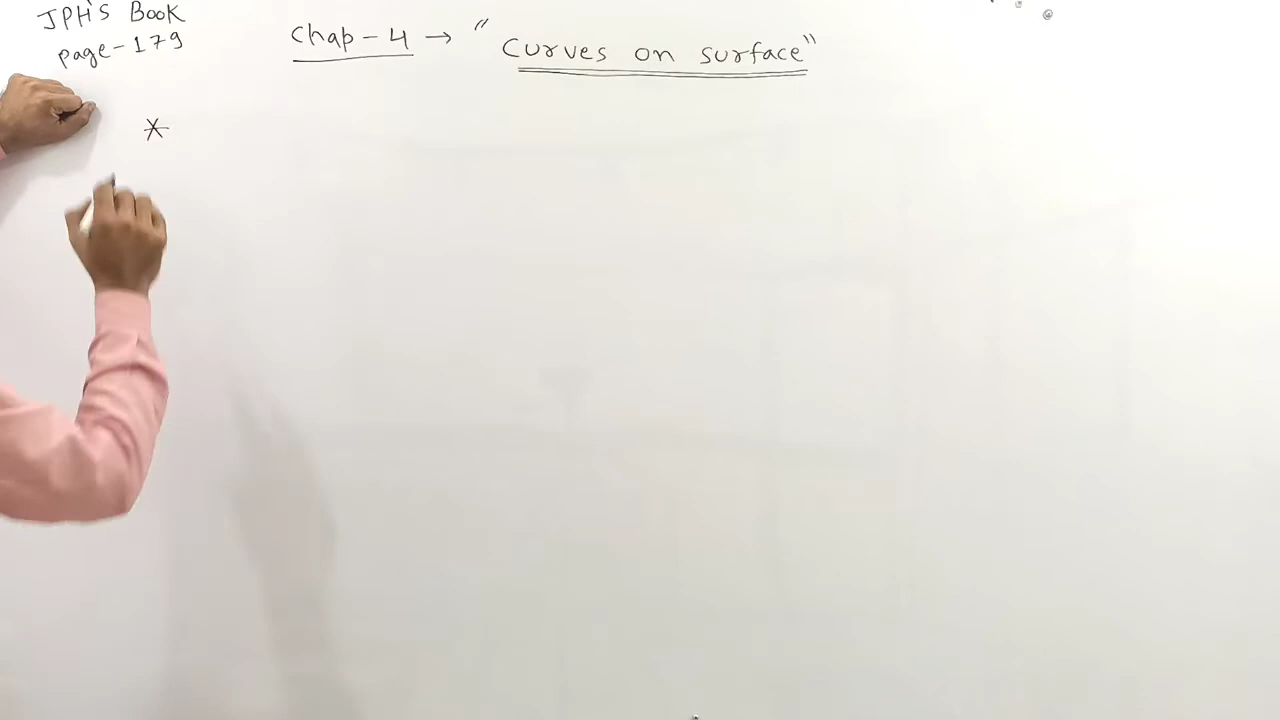 JPH'S Book
page-179
Chap-4 → "Curves on surface"
*